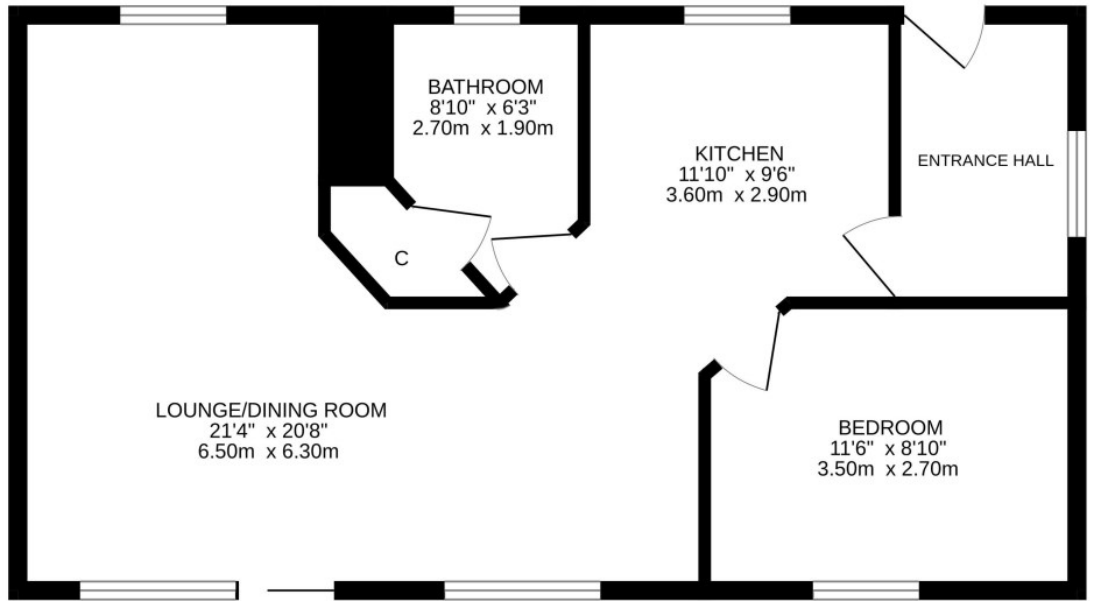 BATHROOM
8'10" x 6'3"
2.70m x 1.90m
KITCHEN
11'10" x 9'6"
3.60m x 2.90m
ENTRANCE HALL
C
LOUNGE/DINING ROOM
21'4" x 20'8"
6.50m x 6.30m
BEDROOM
11'6" x 8'10"
3.50m x 2.70m